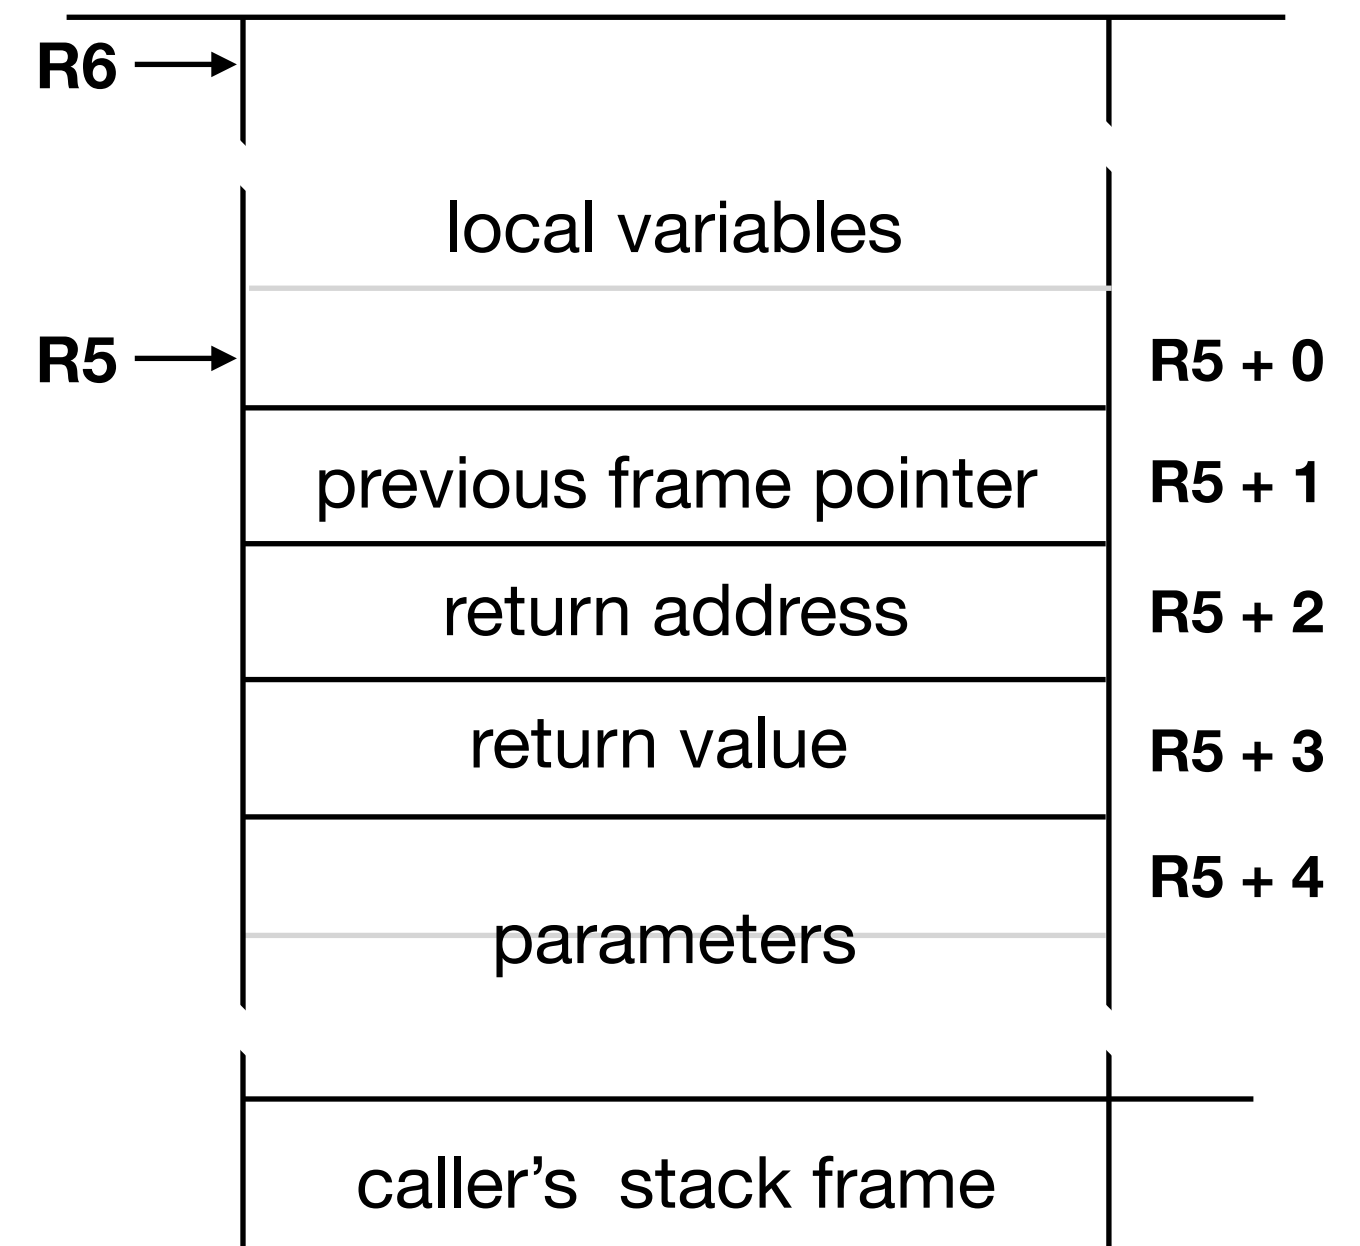 R6
local variables
R5
R5 + 0
previous frame pointer
R5 + 1
return address
R5 + 2
return value
R5 + 3
R5 + 4
parameters
caller’s stack frame